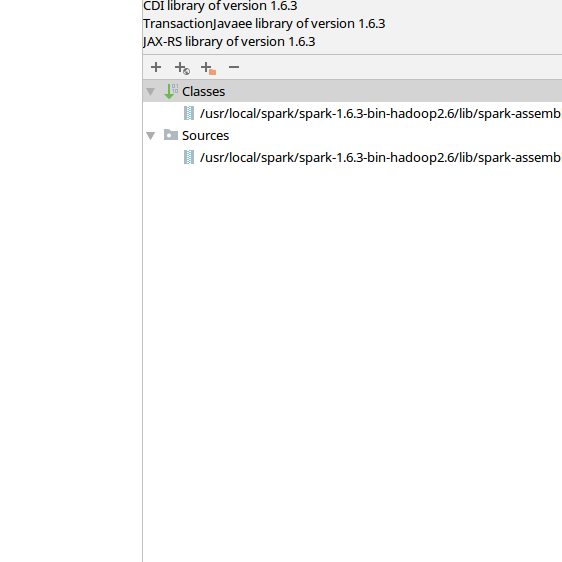 CDI library of version 1.6.3
TransactionJavaee library of version 1.6.3
JAX-RS library of version 1.6.3
Classes
/usr/local/spark/spark-1.6.3-bin-hadoop2.6/lib/spark-assemb
Sources
/usr/local/spark/spark-1.6.3-bin-hadoop2.6/lib/spark-assemb